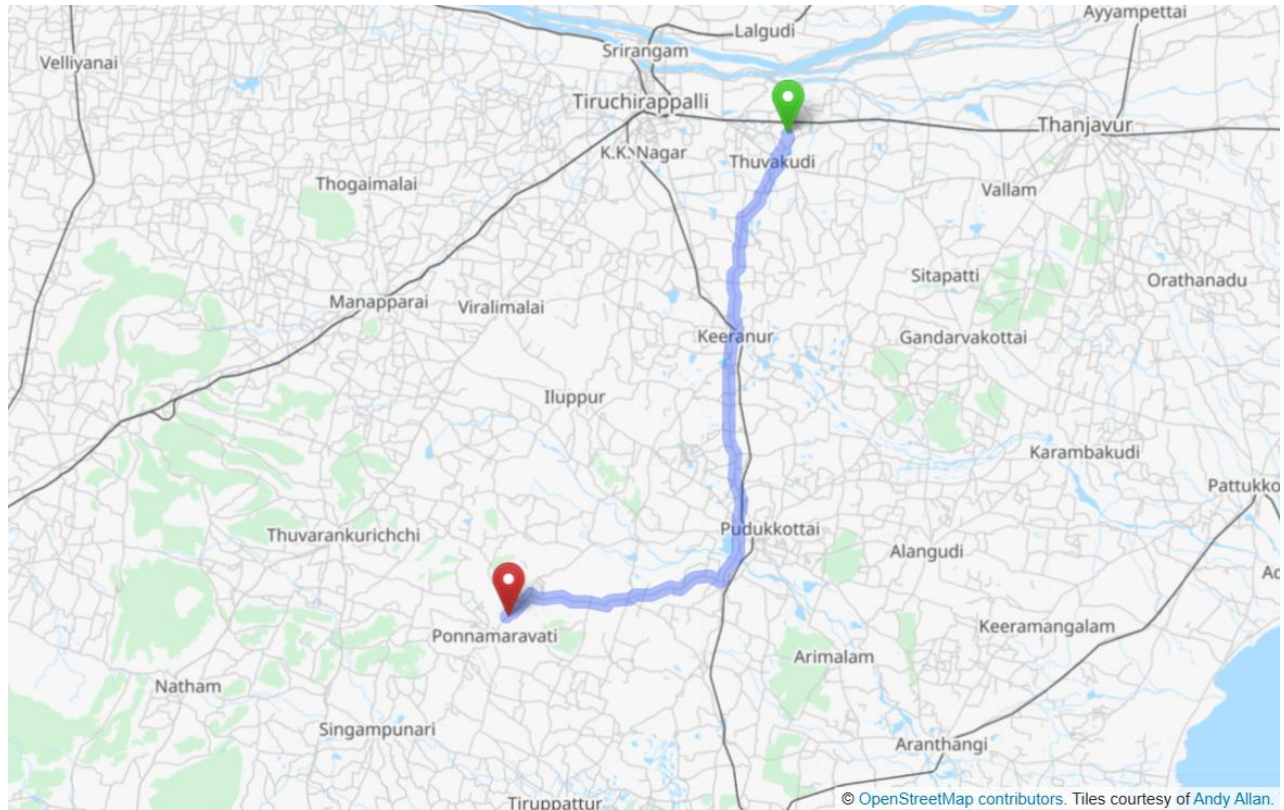 Ayyampettai
Lalgudi
Srirangam
Velliyanai
Tiruchirappalli
Thanjavur
K.K. Nagar
Thuvakudi
Thogaimalai
Vallam
Sitapatti
Orathanadu
Manapparai
Viralimalai
Keeranur
Gandarvakottai
Iluppur
Karambakudi
Pattukko
Pudukkottai
Thuvarankurichchi
Alangudi
Ad
Keeramangalam
Ponnamaravati
Arimalam
Natham
Singampunari
Aranthangi
Tiruppattur
© OpenStreetMap contributors. Tiles courtesy of Andy Allan